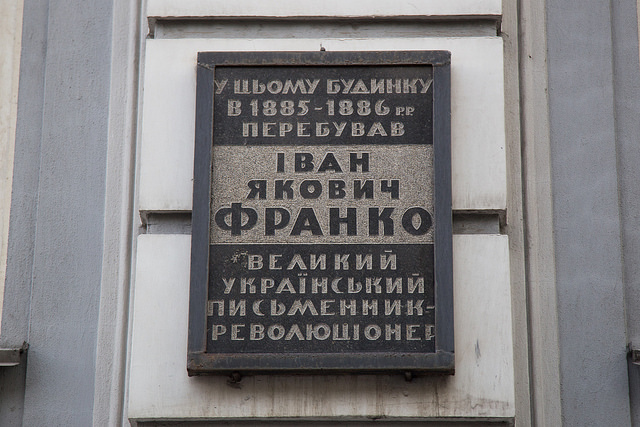 У ЦЬОМУ БУДИНКУ
В 1885-1886 РР.
ПЕРЕБУВАВ
ІВАН
ЯКОВИЧ
ФРАНКО
ВЕЛИКИЙ
УКРАЇНСЬКИЙ
ПИСЬМЕННИК-
РЕВОЛЮЦІОНЕР